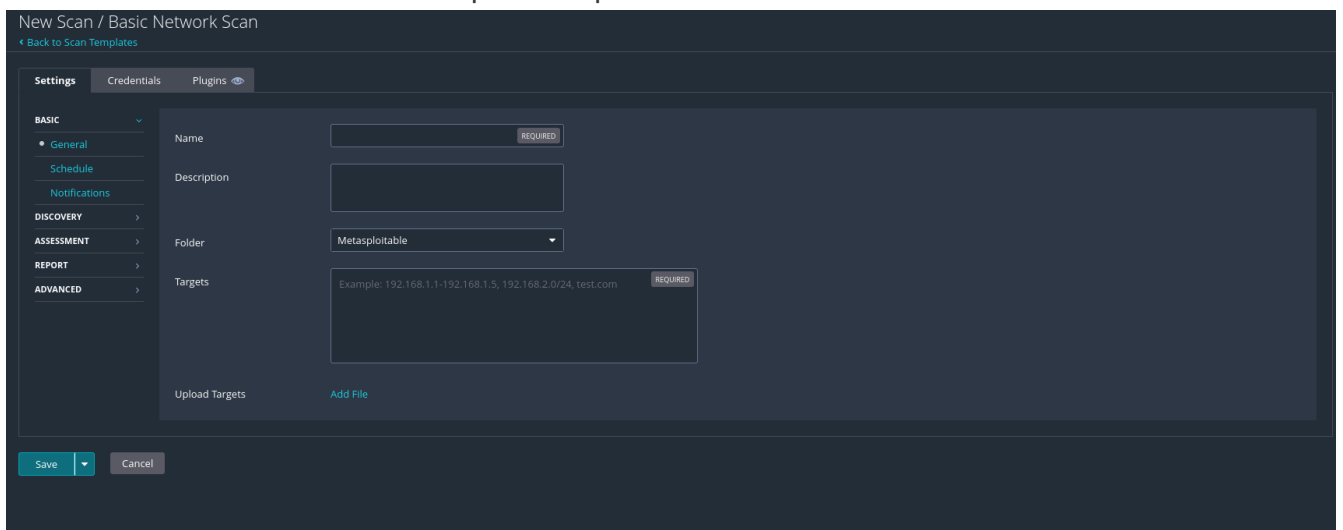 New Scan / Basic Network Scan
Back to Scan Templates
Settings Credentials Plugins
BASIC
General
Schedule
Notifications
DISCOVERY
ASSESSMENT
REPORT
ADVANCED
Name REQUIRED
Description
Folder Metasploitable
Targets Example: 192.168.1.1-192.168.1.5, 192.168.2.0/24, test.com REQUIRED
Upload Targets Add File
Save Cancel